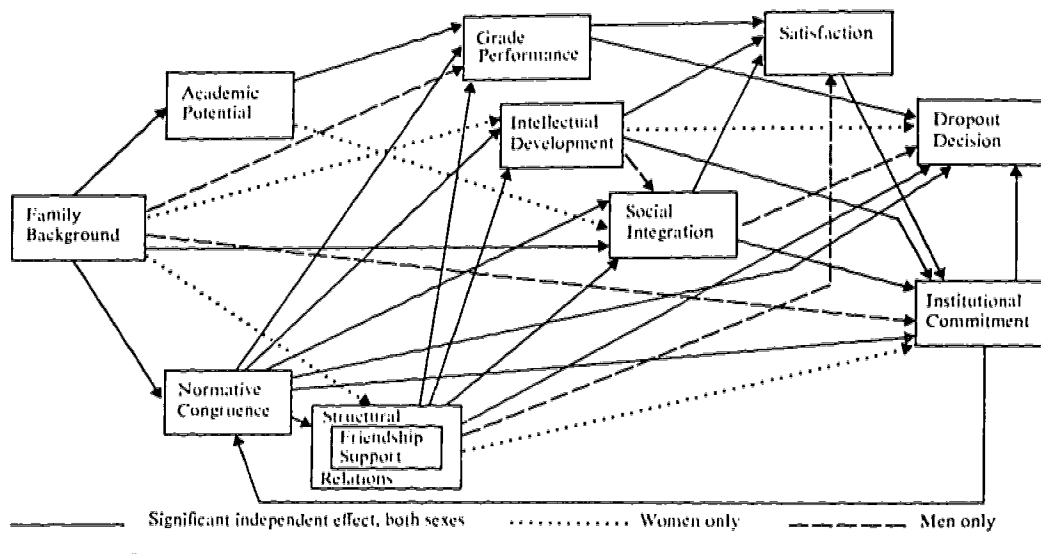 Grade
Performance
Satisfaction
Academic
Potential
Intellectual
Development
Dropout
Decision
Family
Background
Social
Integration
Institutional
Commitment
Normative
Congruence
Structural
Friendship
Support
Relations
Significant independent effect, both sexes
Women only
Men only